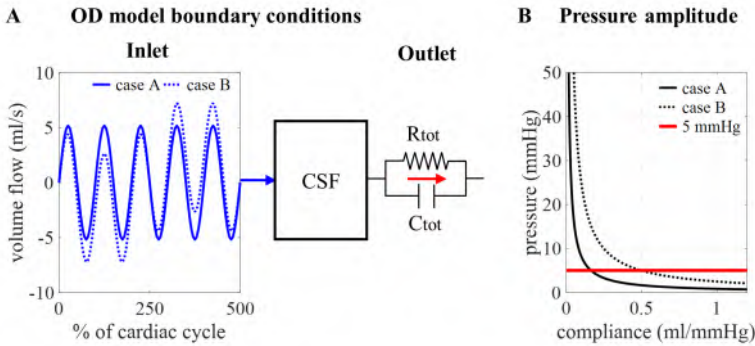 A OD model boundary conditions
Inlet
Outlet
10
5
0
-5
-10
volume flow (ml/s)
case A case B
0 250 500
% of cardiac cycle
CSF
Rtot
Ctot
B Pressure amplitude
50
40
30
20
10
0
pressure (mmHg)
case A
case B
5 mmHg
0 0.5 1
compliance (ml/mmHg)